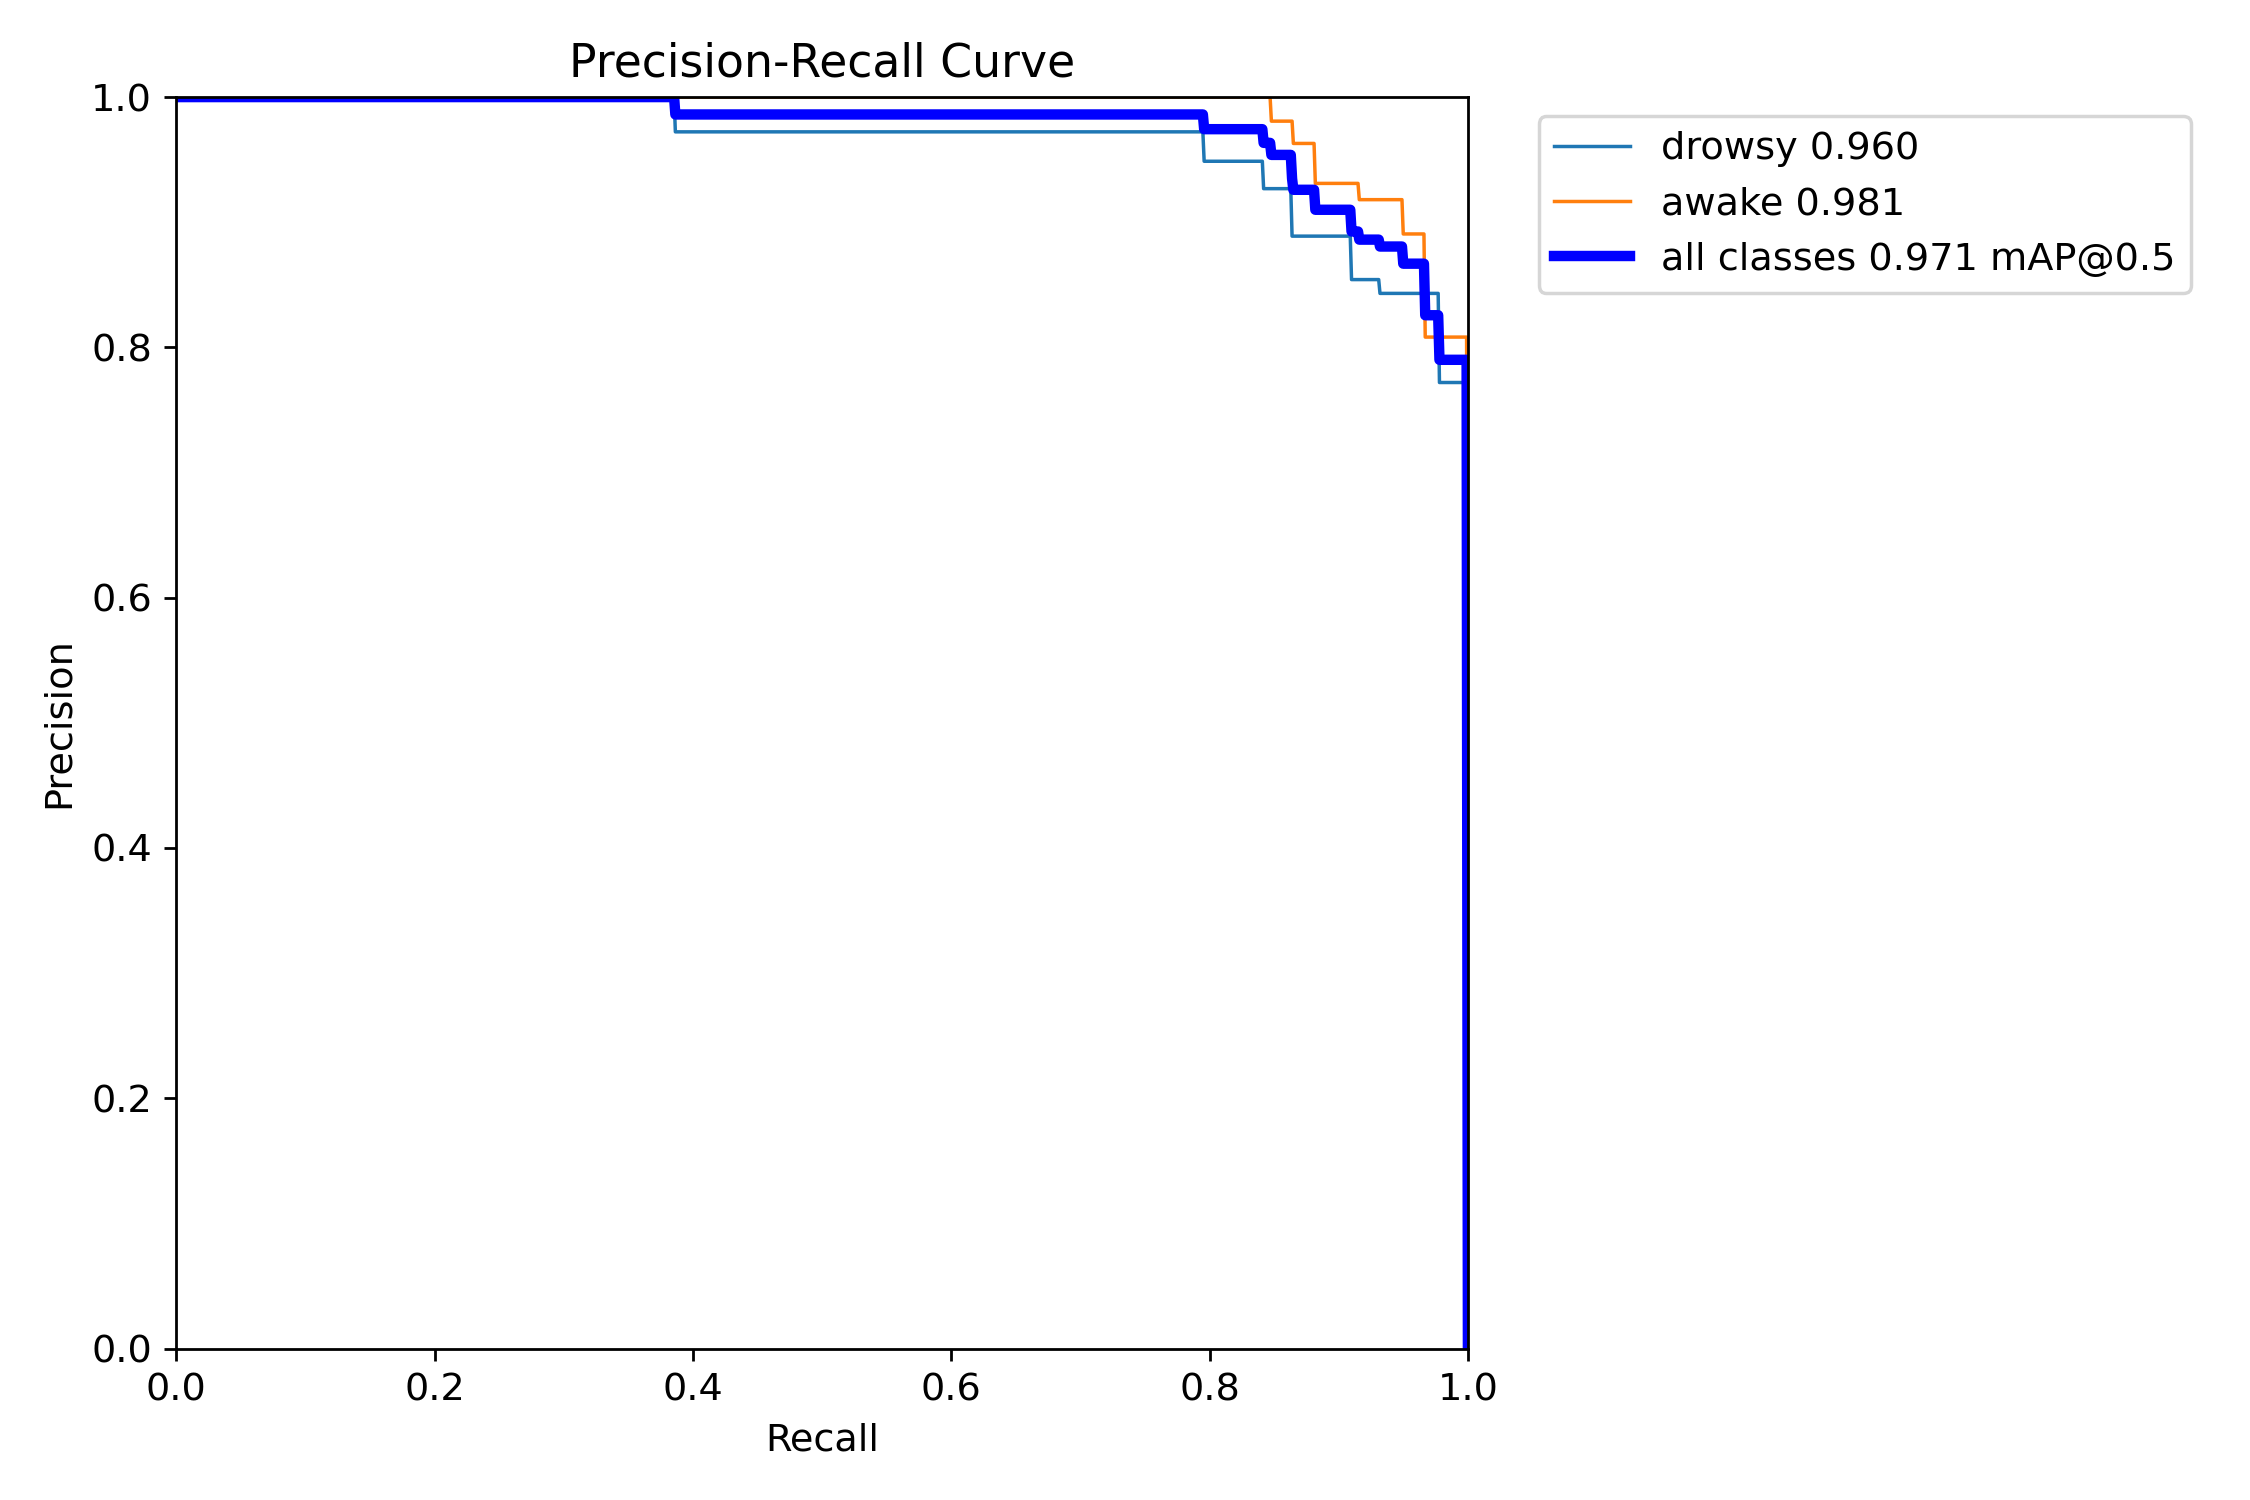 Precision-Recall Curve
1.0
0.8
0.6
0.4
0.2
0.0
Precision
0.0 0.2 0.4 0.6 0.8 1.0
Recall
drowsy 0.960
awake 0.981
all classes 0.971 mAP@0.5